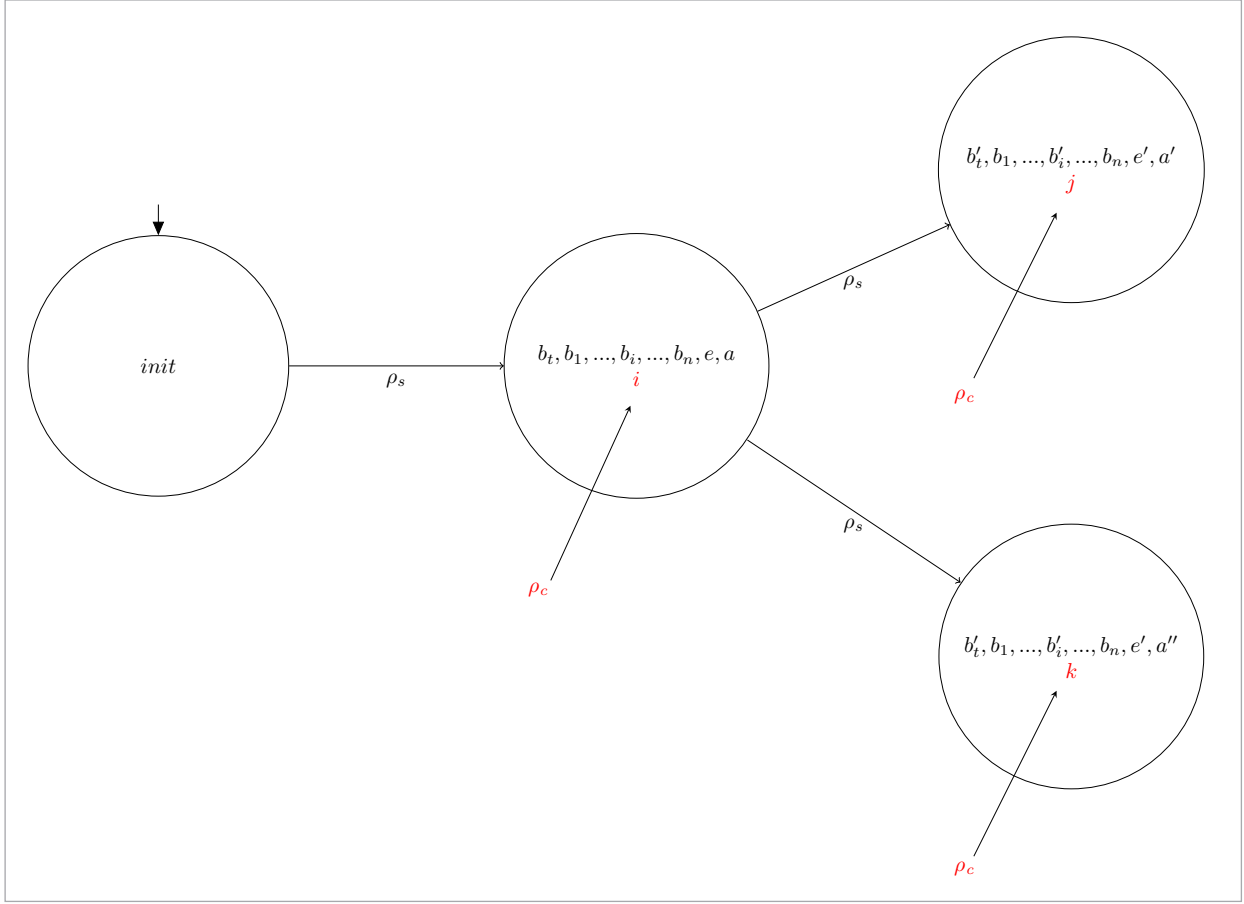 b′_t, b_1, ..., b′_i, ..., b_n, e′, a′
j
ρ_s
init
ρ_s
b_t, b_1, ..., b_i, ..., b_n, e, a
i
ρ_c
ρ_s
ρ_c
b′_t, b_1, ..., b′_i, ..., b_n, e′, a″
k
ρ_c